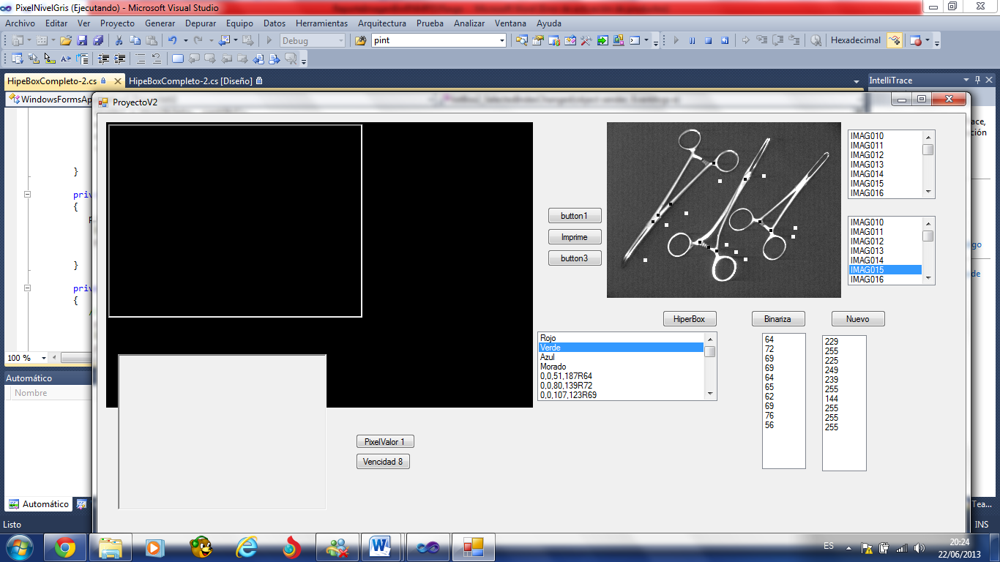 PixelNivelGris (Ejecutando) - Microsoft Visual Studio
Archivo Editar Ver Proyecto Generar Depurar Equipo Datos Herramientas Arquitectura Prueba Analizar Ventana Ayuda
Debug pint Hexadecimal
HipeBoxCompleto-2.cs HipeBoxCompleto-2.cs [Diseño] IntelliTrace
WindowsFormsAp
ProyectoV2
}
priv
{
p
}
priv
{
100 %
Automático
Nombre
Automático
button1
Imprime
button3
IMAG010
IMAG011
IMAG012
IMAG013
IMAG014
IMAG015
IMAG016
IMAG010
IMAG011
IMAG012
IMAG013
IMAG014
IMAG015
IMAG016
ace,
ción
go
de
HiperBox Binariza Nuevo
Rojo
Verde
Azul
Morado
0,0,51,187R64
0,0,80,139R72
0,0,107,123R69
64
72
69
69
64
65
62
69
76
56
229
255
225
249
239
255
144
255
255
255
PixelValor 1
Vencidad 8
Tea...
Listo INS
ES 20:24
22/06/2013